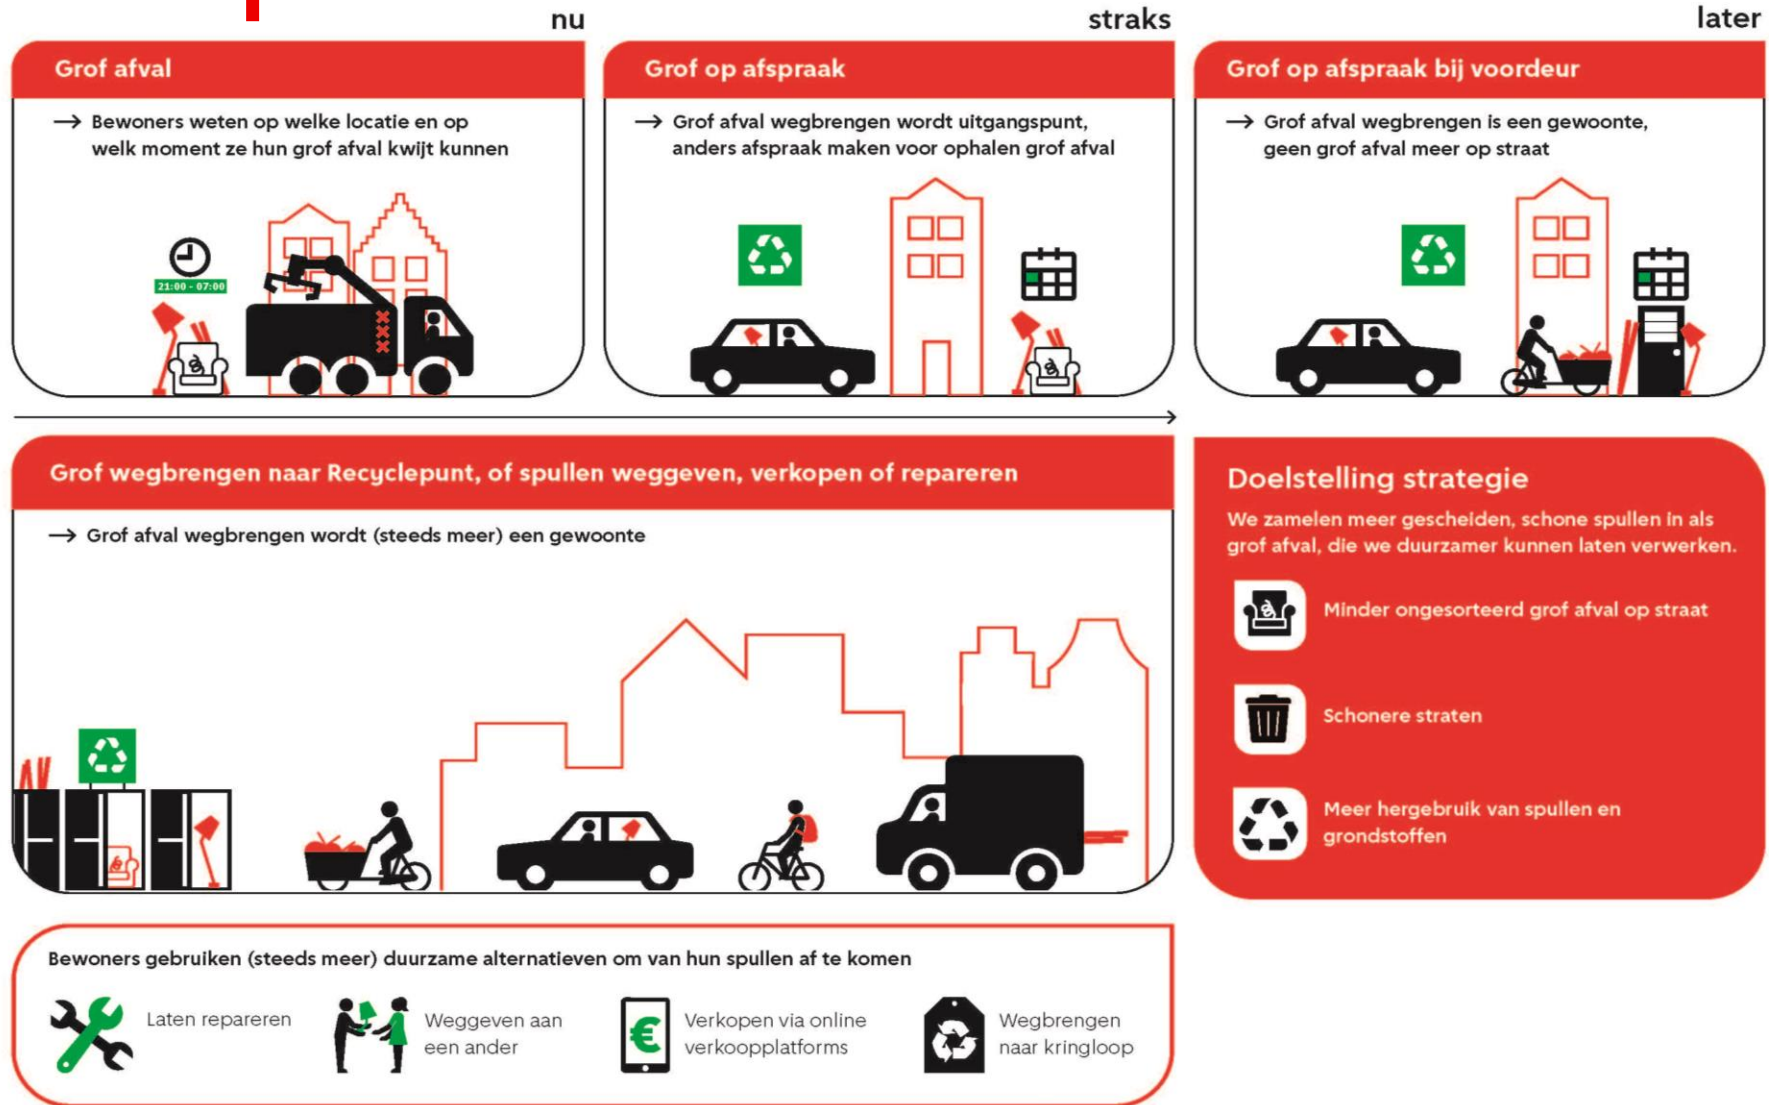 nu
Grof afval
→ Bewoners weten op welke locatie en op
welk moment ze hun grof afval kwijt kunnen
21:00 - 07:00
straks
Grof op afspraak
→ Grof afval wegbrengen wordt uitgangspunt,
anders afspraak maken voor ophalen grof afval
later
Grof op afspraak bij voordeur
→ Grof afval wegbrengen is een gewoonte,
geen grof afval meer op straat
Grof wegbrengen naar Recyclepunt, of spullen weggeven, verkopen of repareren
→ Grof afval wegbrengen wordt (steeds meer) een gewoonte
Doelstelling strategie
We zamelen meer gescheiden, schone spullen in als
grof afval, die we duurzamer kunnen laten verwerken.
Minder ongesorteerd grof afval op straat
Schonere straten
Meer hergebruik van spullen en
grondstoffen
Bewoners gebruiken (steeds meer) duurzame alternatieven om van hun spullen af te komen
Laten repareren
Weggeven aan
een ander
€
Verkopen via online
verkoopplatforms
Wegbrengen
naar kringloop